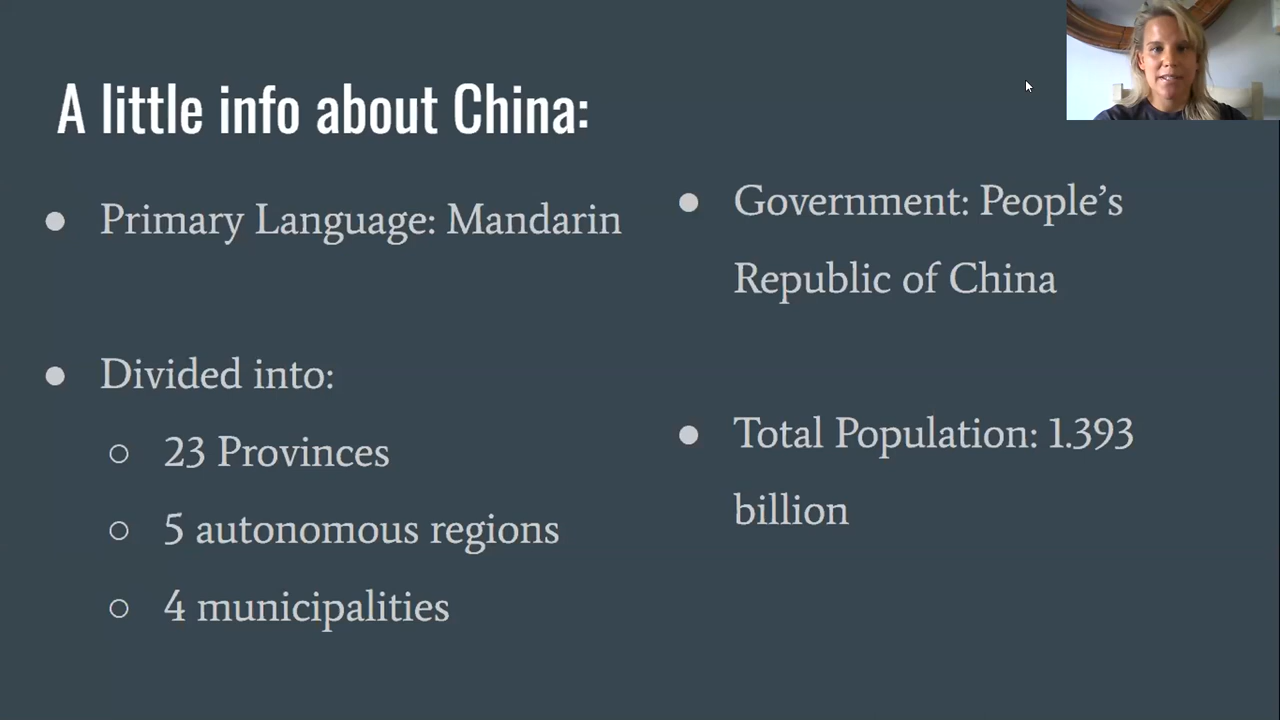 A little info about China:
● Primary Language: Mandarin
● Divided into:
○ 23 Provinces
○ 5 autonomous regions
○ 4 municipalities
● Government: People’s
Republic of China
● Total Population: 1.393
billion